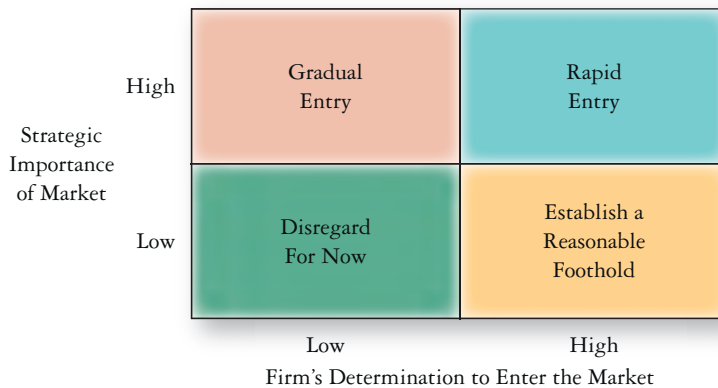 Gradual
Entry
Rapid
Entry
High
Strategic
Importance
of Market
Disregard
For Now
Establish a
Reasonable
Foothold
Low
Low
High
Firm's Determination to Enter the Market